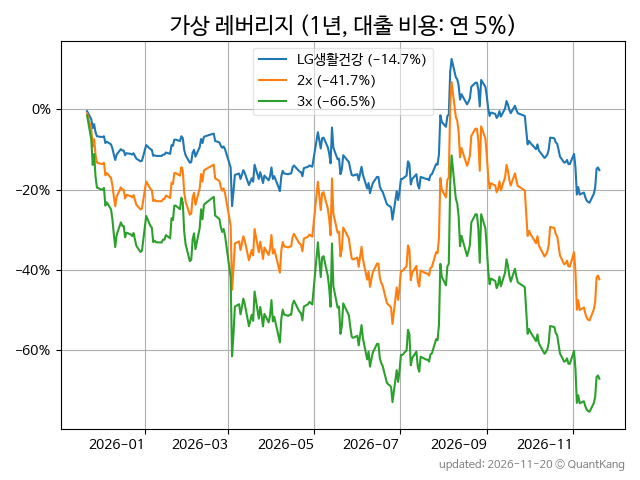 가상 레버리지 (1년, 대출 비용: 연 5%)
LG생활건강 (−14.7%)
2x (−41.7%)
3x (−66.5%)
0%
−20%
−40%
−60%
2026-01 2026-03 2026-05 2026-07 2026-09 2026-11
updated: 2026-11-20 © QuantKang